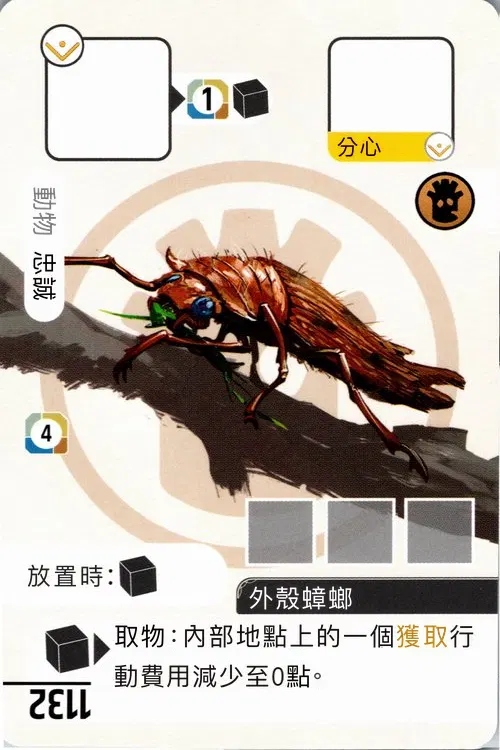 1
分心
動物 忠誠
4
放置時:
外殼蟑螂
取物:內部地點上的一個獲取行
動費用減少至0點。
1132